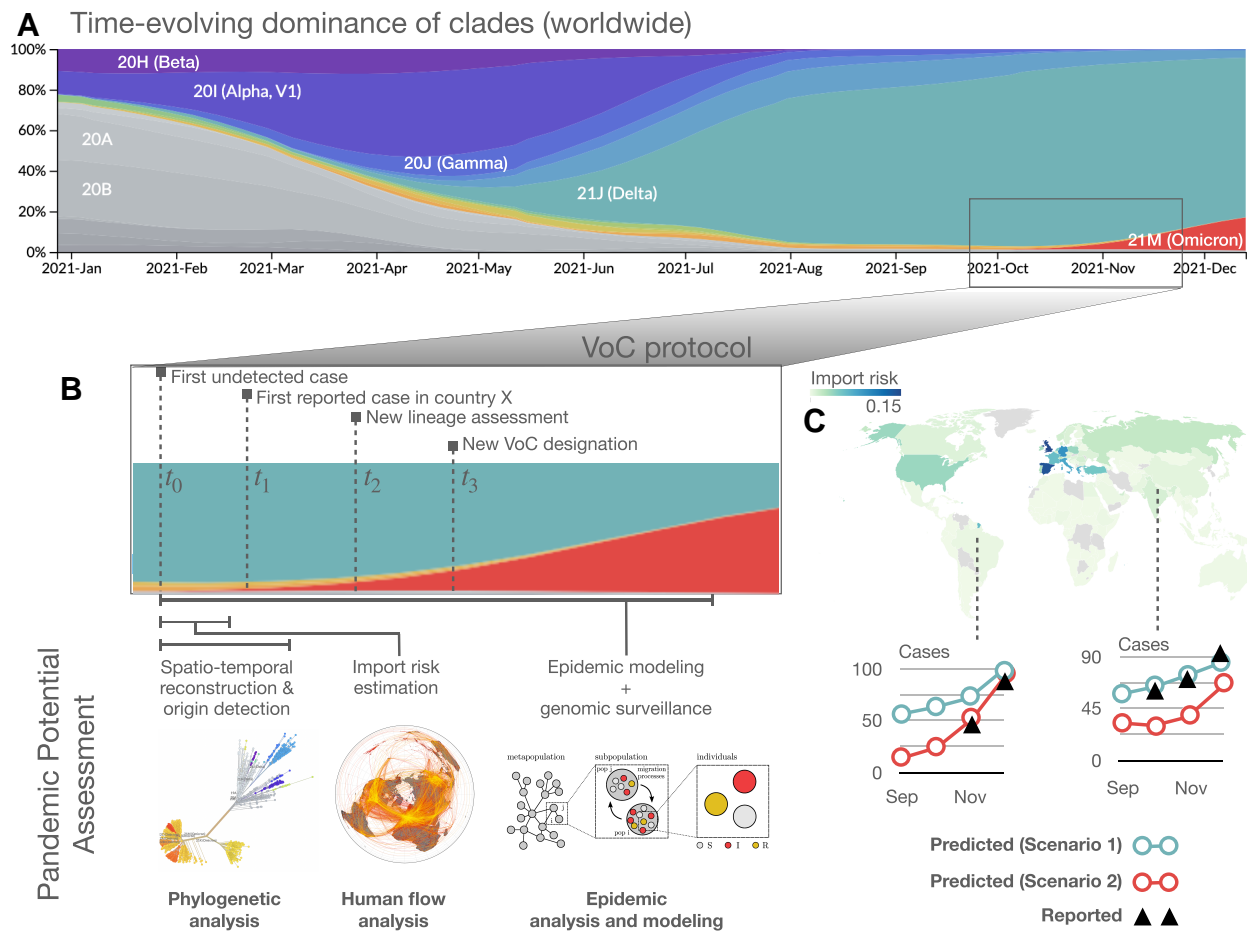 A
Time-evolving dominance of clades (worldwide)
100%
80%
60%
40%
20%
0%
20H (Beta)
20I (Alpha, V1)
20A
20B
20J (Gamma)
21J (Delta)
21M (Omicron)
2021-Jan
2021-Feb
2021-Mar
2021-Apr
2021-May
2021-Jun
2021-Jul
2021-Aug
2021-Sep
2021-Oct
2021-Nov
2021-Dec
VoC protocol
B
First undetected case
First reported case in country X
New lineage assessment
New VoC designation
t0
t1
t2
t3
Pandemic Potential
Assessment
Spatio-temporal
reconstruction &
origin detection
Import risk
estimation
Epidemic modeling
+
genomic surveillance
metapopulation
j
i
subpopulation
pop j
migration
processes
pop i
individuals
S
I
R
Phylogenetic
analysis
Human flow
analysis
Epidemic
analysis and modeling
C
Import risk
0.15
Cases
100
50
0
Sep
Nov
Cases
90
45
0
Sep
Nov
Predicted (Scenario 1)
Predicted (Scenario 2)
Reported